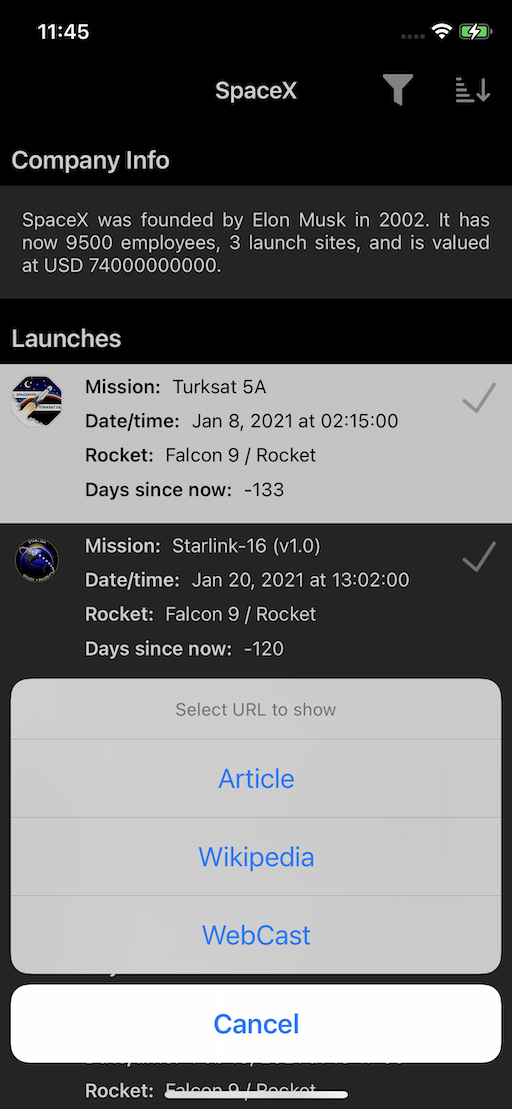 11:45
SpaceX
Company Info
SpaceX was founded by Elon Musk in 2002. It has
now 9500 employees, 3 launch sites, and is valued
at USD 74000000000.
Launches
Mission: Turksat 5A
Date/time: Jan 8, 2021 at 02:15:00
Rocket: Falcon 9 / Rocket
Days since now: -133
Mission: Starlink-16 (v1.0)
Date/time: Jan 20, 2021 at 13:02:00
Rocket: Falcon 9 / Rocket
Days since now: -120
Select URL to show
Article
Wikipedia
WebCast
Cancel
Rocket: Falcon 9 / Rocket